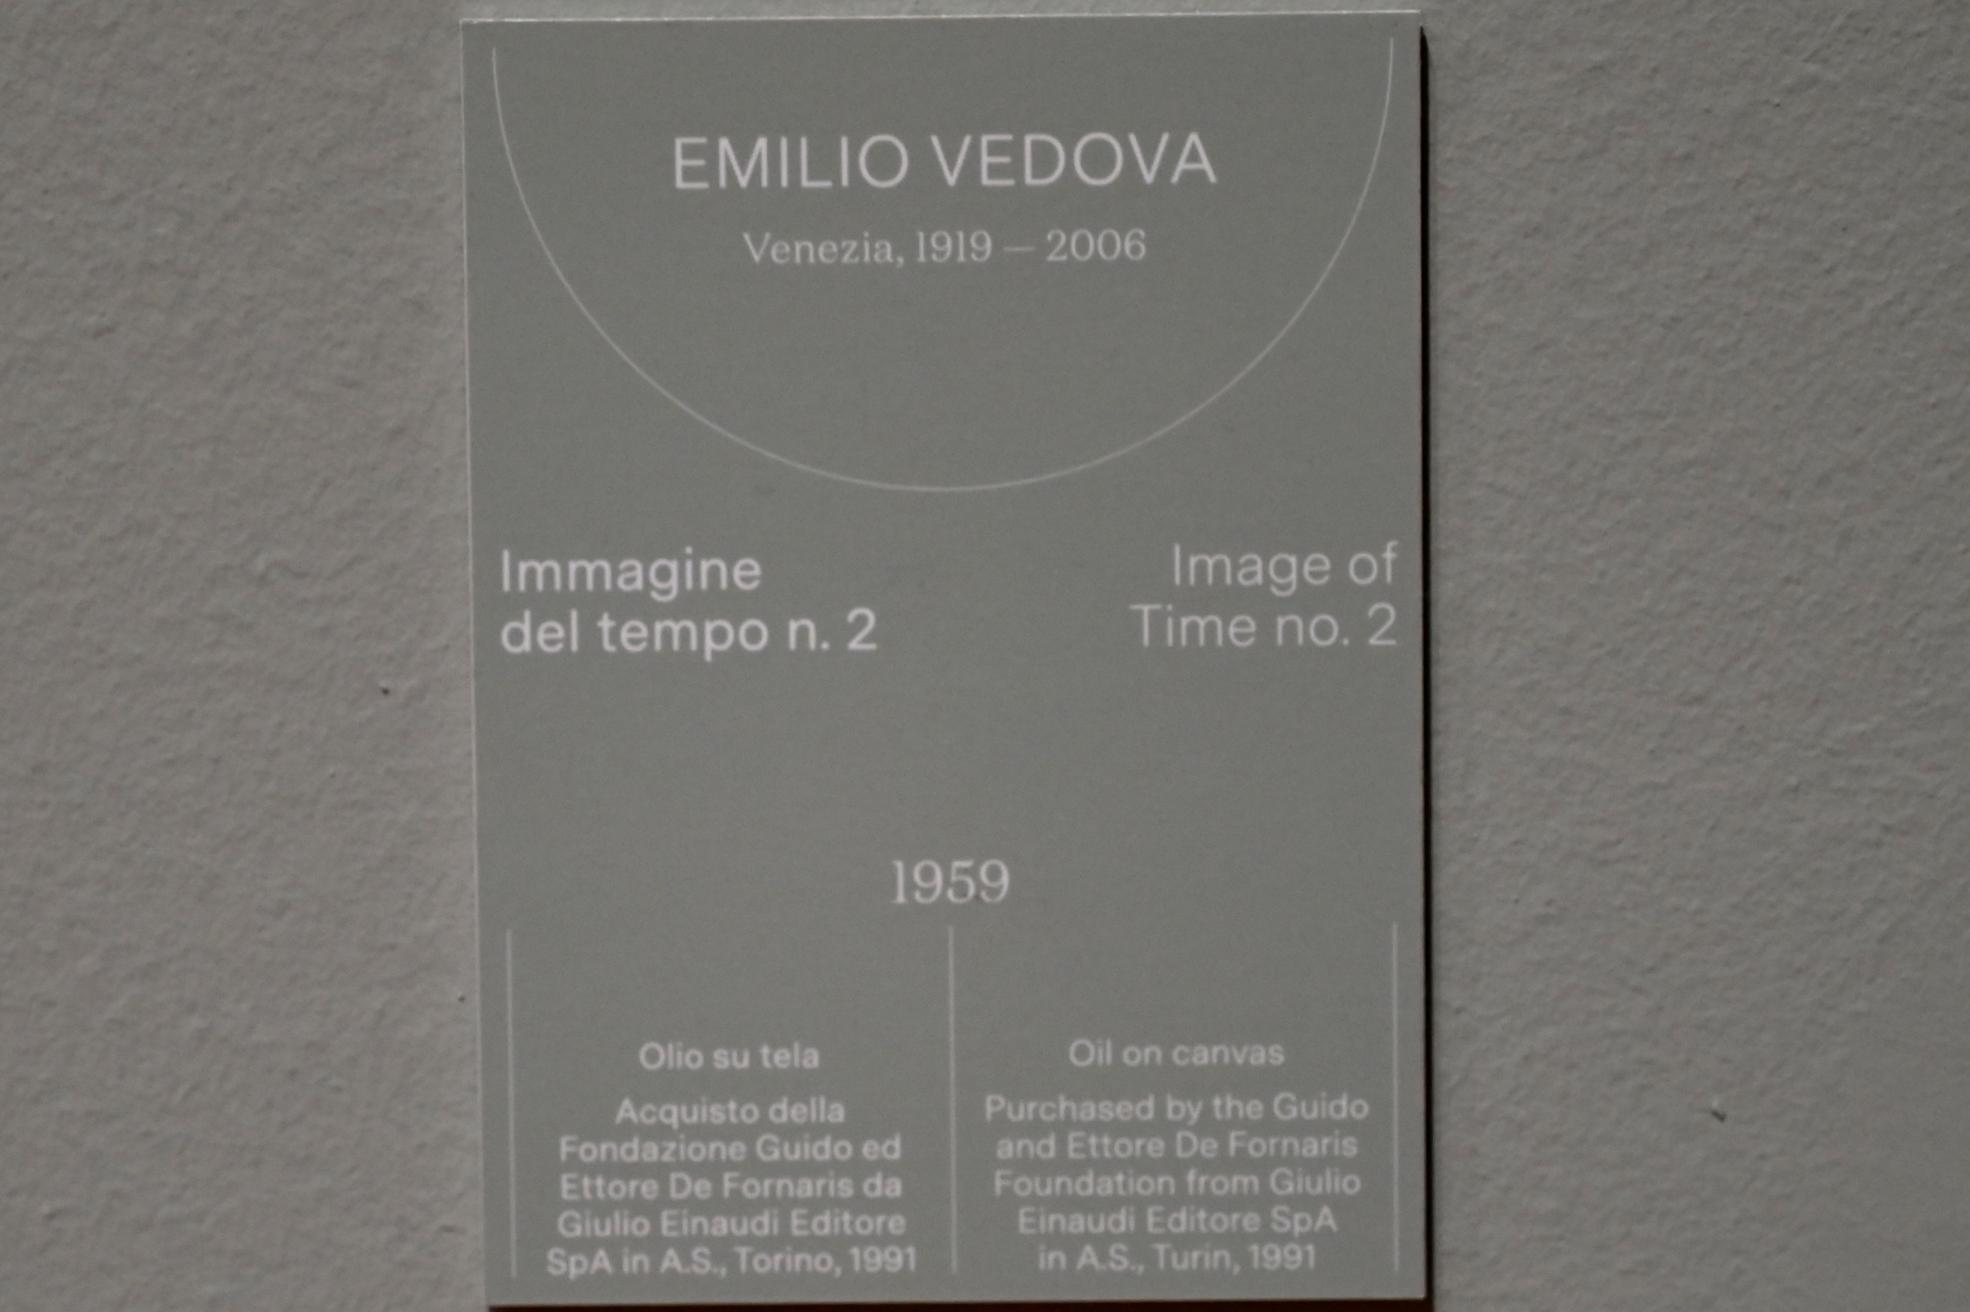 EMILIO VEDOVA
Venezia, 1919 — 2006
Immagine
del tempo n. 2
Image of
Time no. 2
1959
Olio su tela
Acquisto della
Fondazione Guido ed
Ettore De Fornaris da
Giulio Einaudi Editore
SpA in A.S., Torino, 1991
Oil on canvas
Purchased by the Guido
and Ettore De Fornaris
Foundation from Giulio
Einaudi Editore SpA
in A.S., Turin, 1991